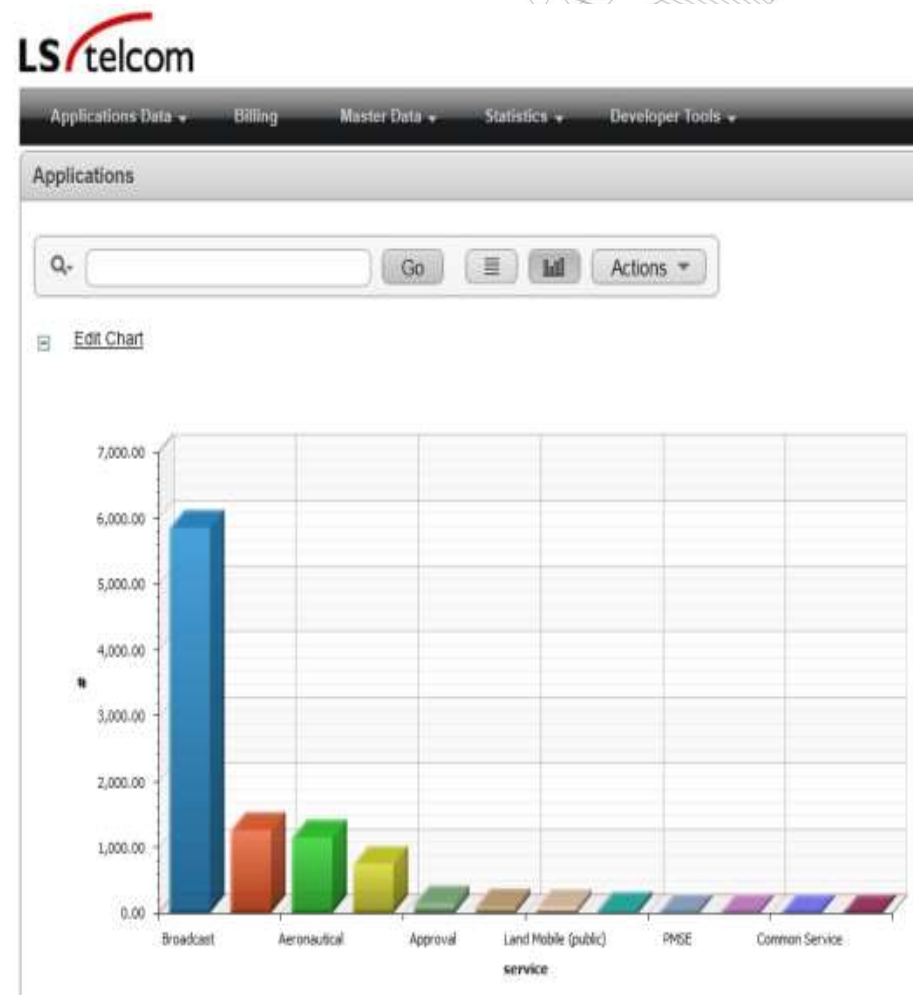 LS telcom
Applications Data Billing Master Data Statistics Developer Tools
Applications
Go Actions
Edit Chart
7,000.00
6,000.00
5,000.00
4,000.00
#
3,000.00
2,000.00
1,000.00
0.00
Broadcast Aeronautical Approval Land Mobile (public) PMSE Common Service
service